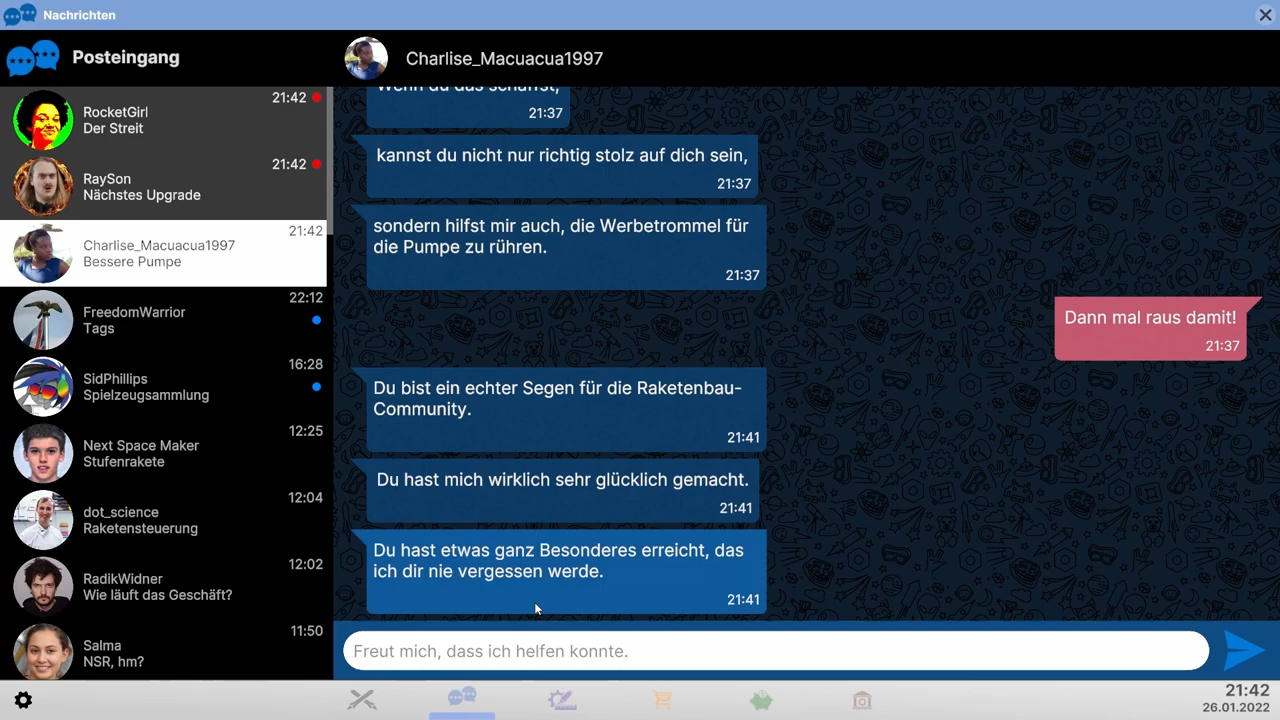 Nachrichten
Posteingang
RocketGirl
21:42
Der Streit
RaySon
21:42
Nächstes Upgrade
Charlise_Macuacua1997
21:42
Bessere Pumpe
FreedomWarrior
22:12
Tags
SidPhillips
16:28
Spielzeugsammlung
Next Space Maker
12:25
Stufenrakete
dot_science
12:04
Raketensteuerung
RadikWidner
12:02
Wie läuft das Geschäft?
Salma
11:50
NSR, hm?
Charlise_Macuacua1997
Wenn du das schaffst,
21:37
kannst du nicht nur richtig stolz auf dich sein,
21:37
sondern hilfst mir auch, die Werbetrommel für
die Pumpe zu rühren.
21:37
Dann mal raus damit!
21:37
Du bist ein echter Segen für die Raketenbau-
Community.
21:41
Du hast mich wirklich sehr glücklich gemacht.
21:41
Du hast etwas ganz Besonderes erreicht, das
ich dir nie vergessen werde.
21:41
Freut mich, dass ich helfen konnte.
21:42
26.01.2022